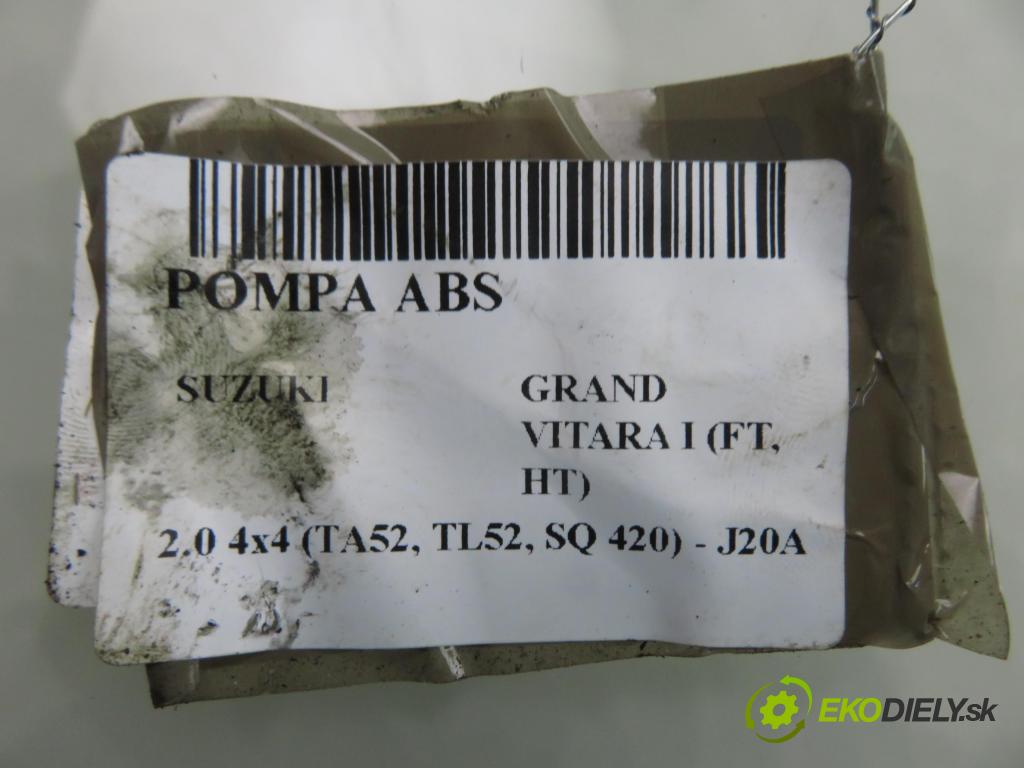 POMPA ABS
SUZUKI
GRAND
VITARA I (FT,
HT)
2.0 4x4 (TA52, TL52, SQ 420) - J20A
EKODIELY.sk